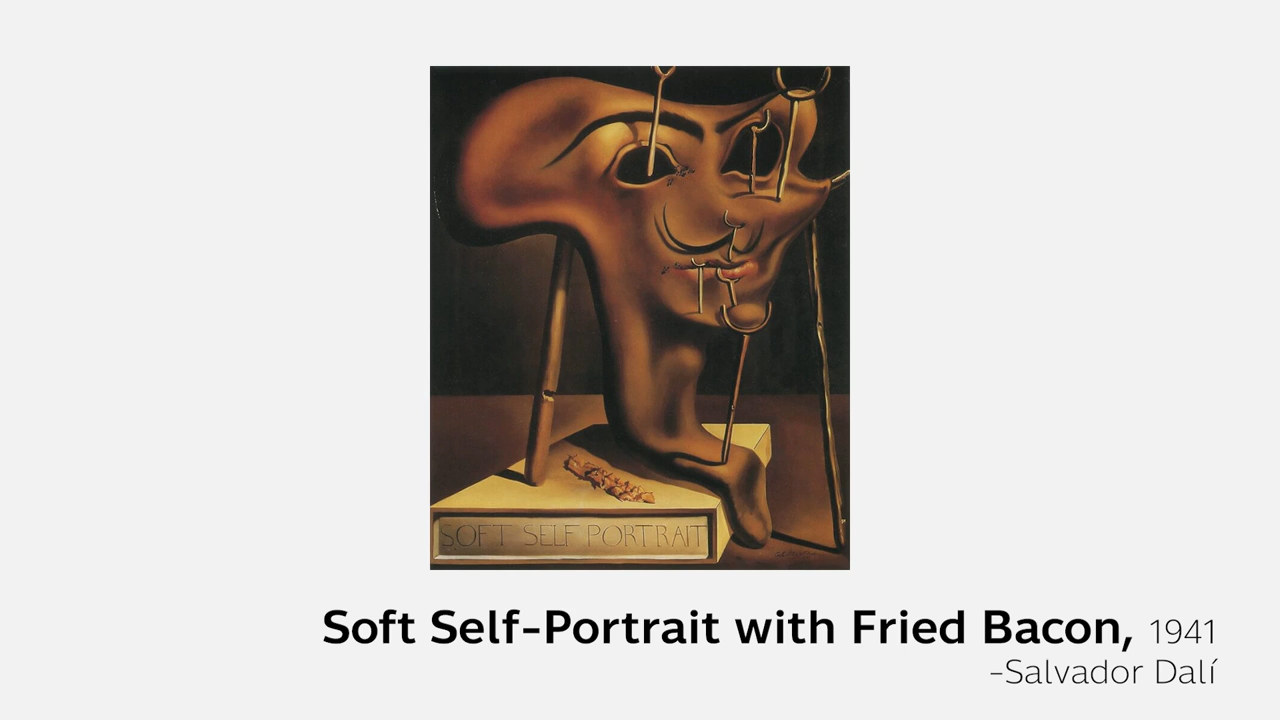 SOFT SELF PORTRAIT
Soft Self-Portrait with Fried Bacon, 1941
–Salvador Dalí